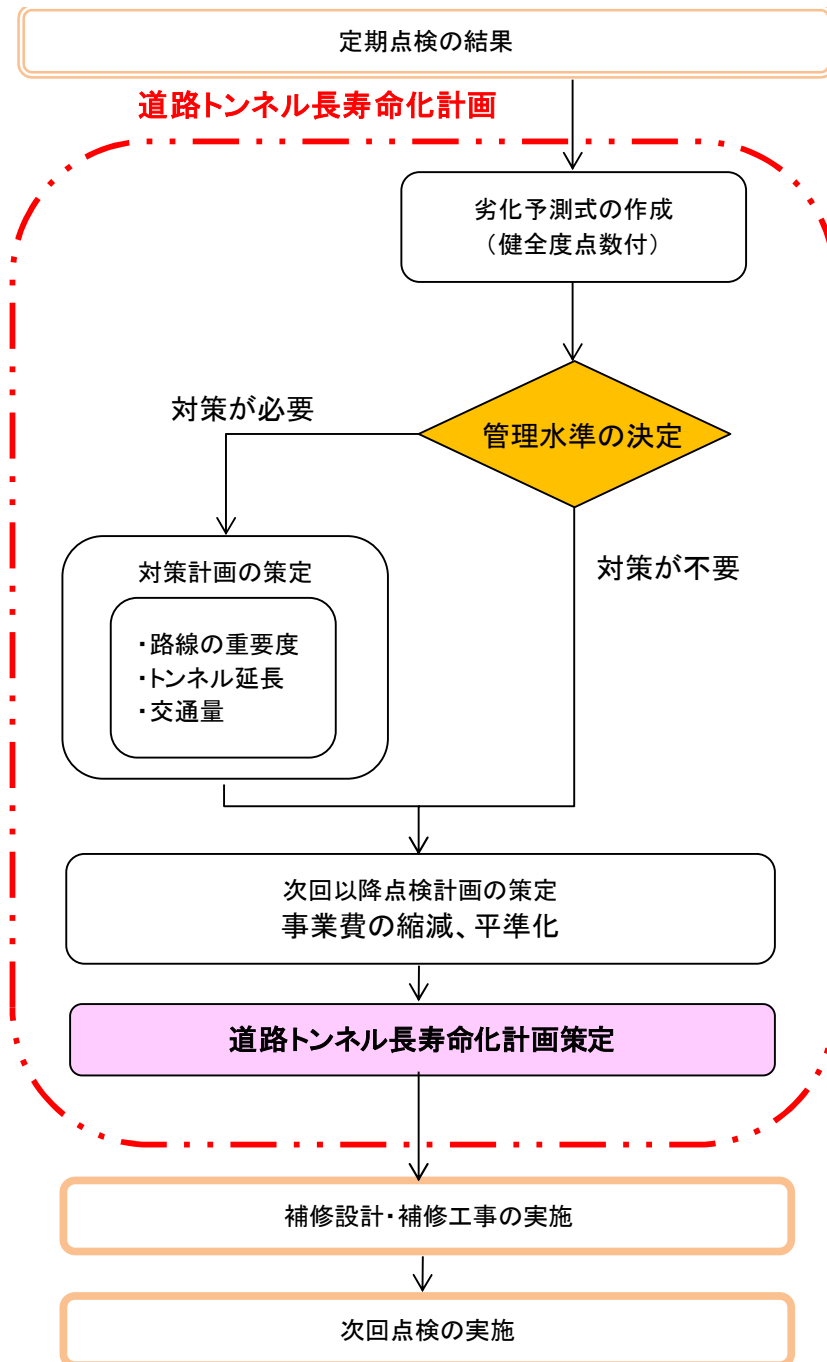 定期点検の結果
道路トンネル長寿命化計画
劣化予測式の作成
（健全度点数付）
管理水準の決定
対策が必要
対策が不要
対策計画の策定
・路線の重要度
・トンネル延長
・交通量
次回以降点検計画の策定
事業費の縮減、平準化
道路トンネル長寿命化計画策定
補修設計・補修工事の実施
次回点検の実施